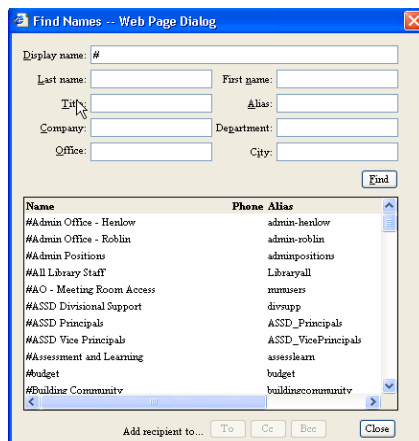 Find Names -- Web Page Dialog
Display name: #
Last name: First name:
Title: Alias:
Company: Department:
Office: City:
Find
Name Phone Alias
#Admin Office - Henlow admin-henlow
#Admin Office - Roblin admin-roblin
#Admin Positions adminpositions
#All Library Staff Libraryall
#AO - Meeting Room Access mmusers
#ASSD Divisional Support divsupp
#ASSD Principals ASSD_Principals
#ASSD Vice Principals ASSD_VicePrincipals
#Assessment and Learning assesslearn
#budget budget
#Building Community buildingcommunity
Add recipient to... To Cc Bcc Close